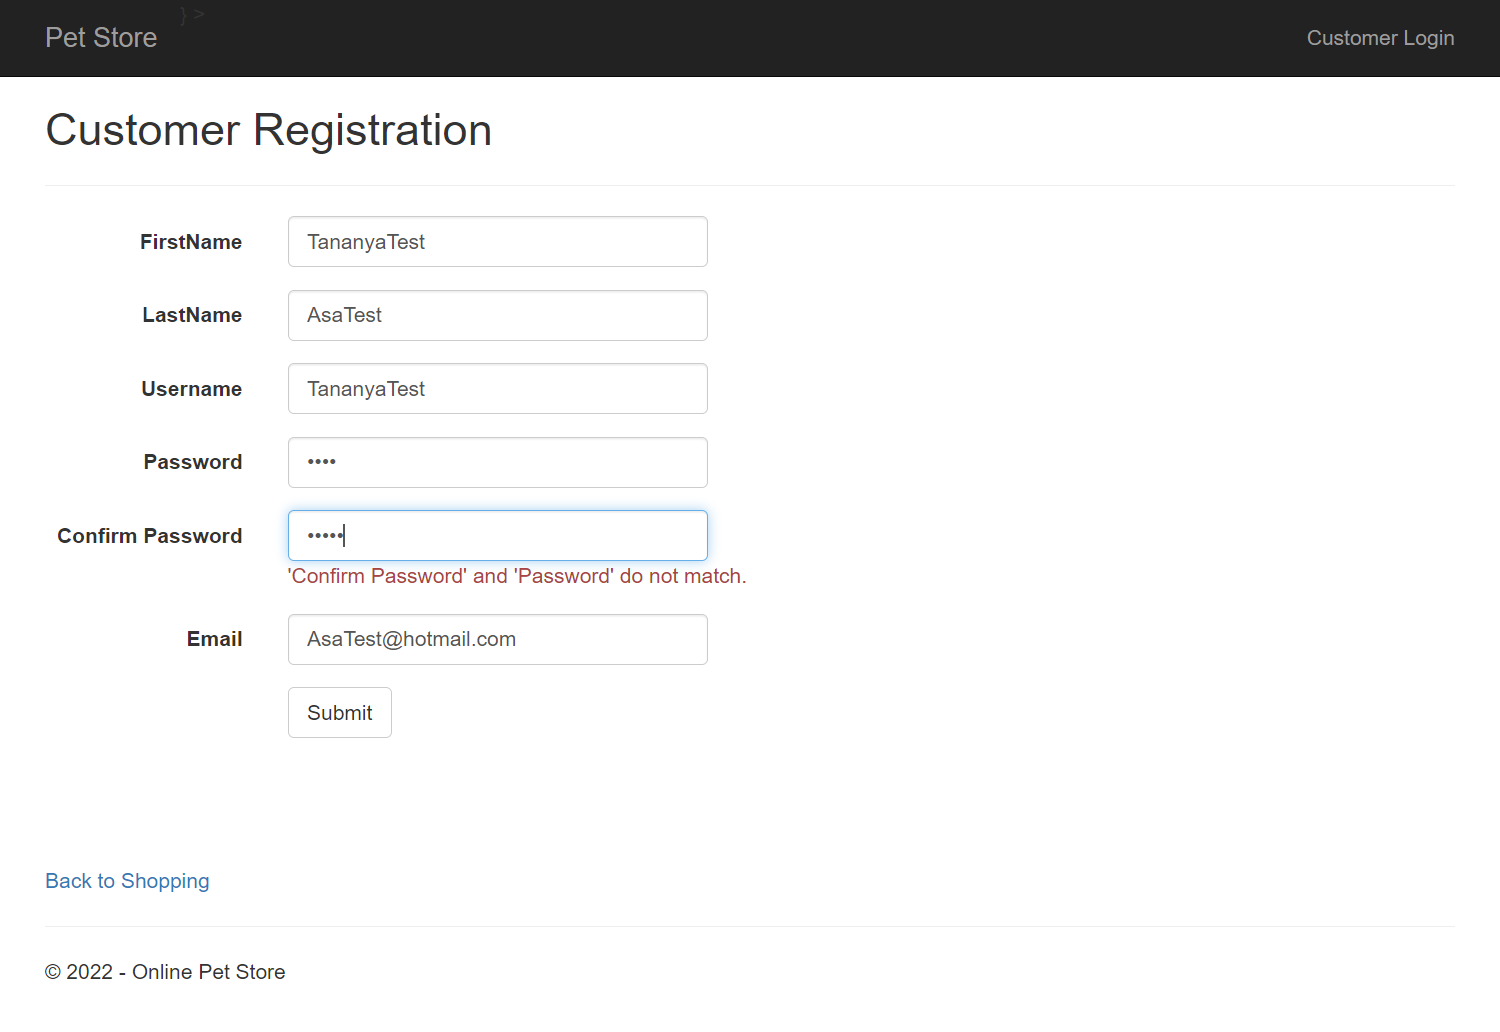 } >
Pet Store
Customer Login
Customer Registration
FirstName
TananyaTest
LastName
AsaTest
Username
TananyaTest
Password
••••
Confirm Password
•••••
'Confirm Password' and 'Password' do not match.
Email
AsaTest@hotmail.com
Submit
Back to Shopping
© 2022 - Online Pet Store